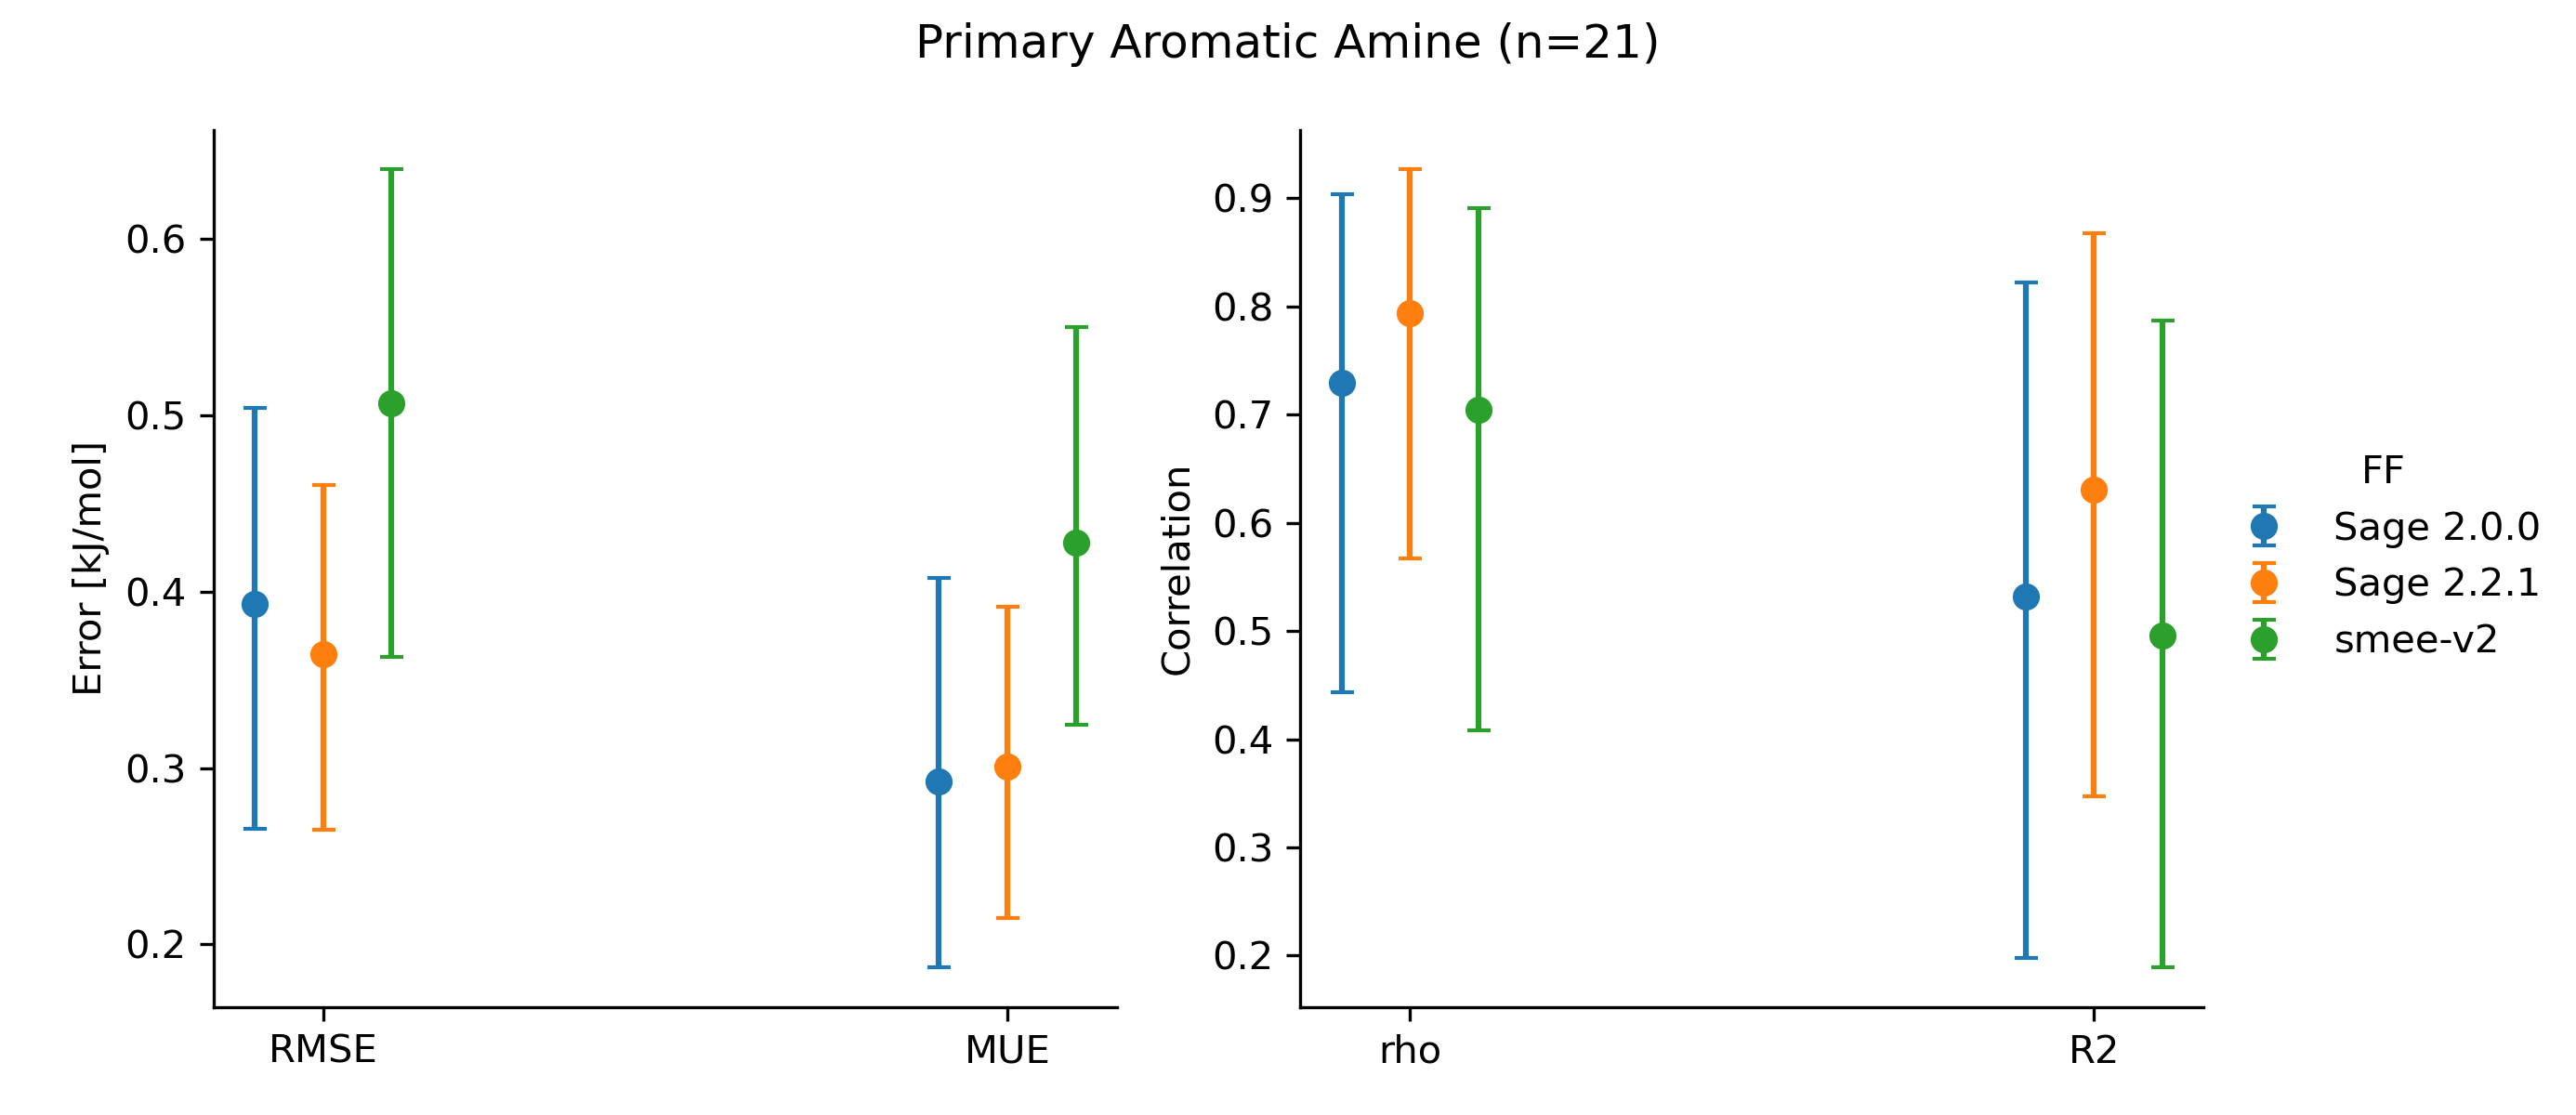 Primary Aromatic Amine (n=21)
Error [kJ/mol]
0.6
0.5
0.4
0.3
0.2
RMSE
MUE
Correlation
0.9
0.8
0.7
0.6
0.5
0.4
0.3
0.2
rho
R2
FF
Sage 2.0.0
Sage 2.2.1
smee-v2